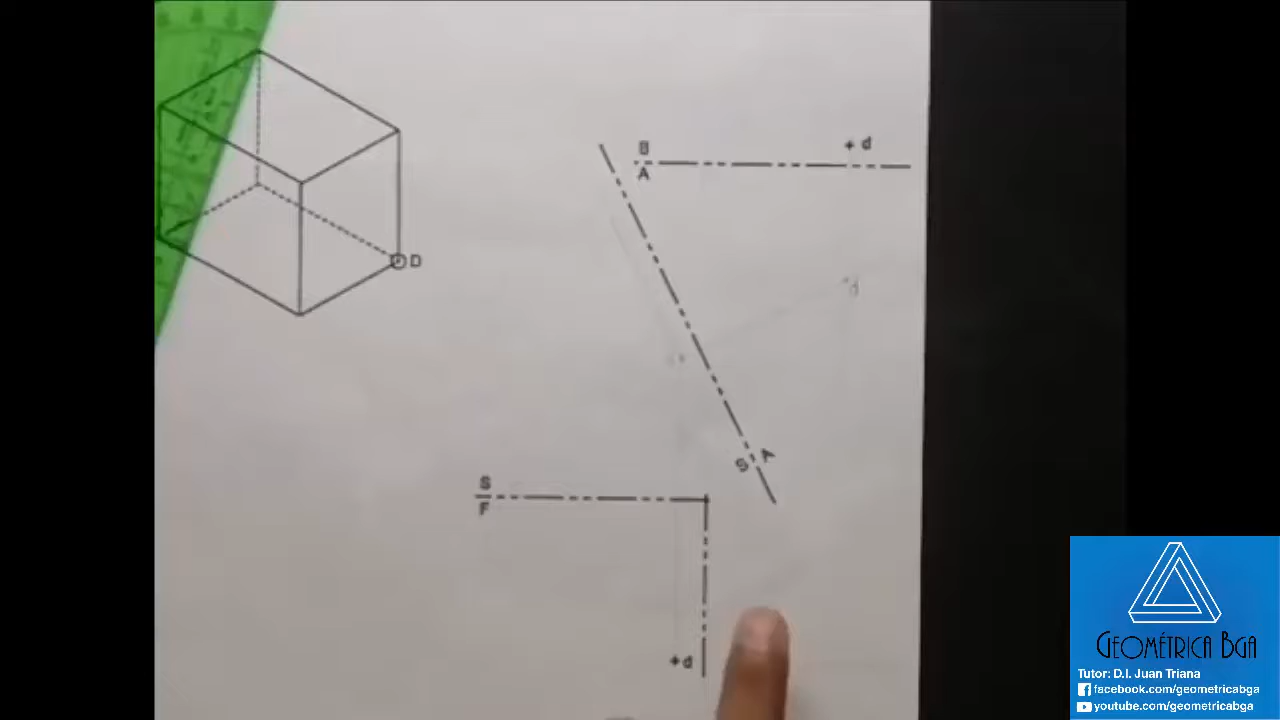 B
A
+ d
d
D
S A
S
F
+d
GEOMÉTRICA BGA
Tutor: D.I. Juan Triana
facebook.com/geometricabga
youtube.com/geometricabga